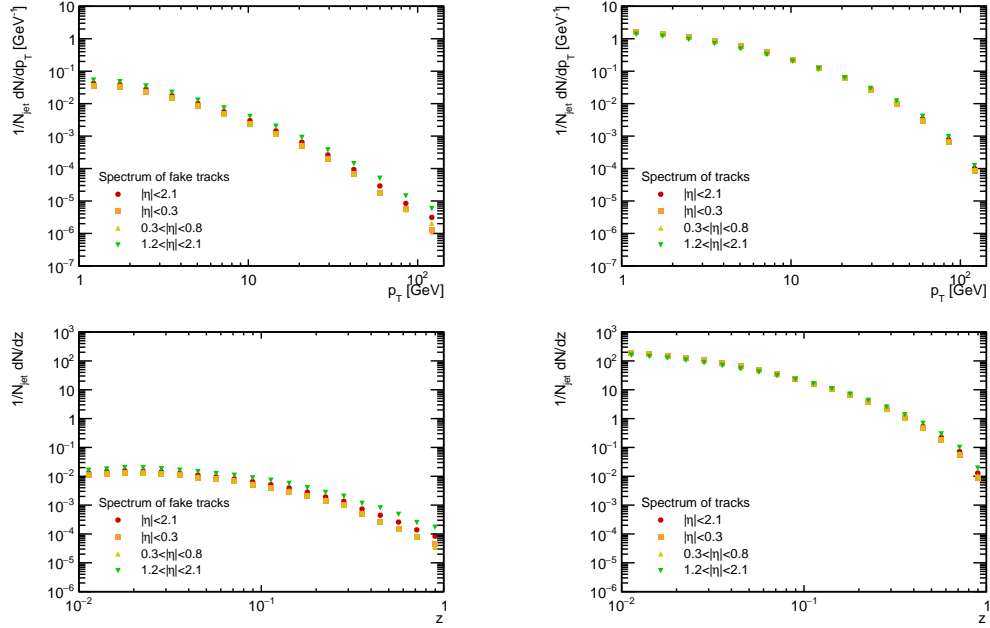 1/N_jet dN/dp_T [GeV⁻¹]
10
1
10⁻¹
10⁻²
10⁻³
10⁻⁴
10⁻⁵
10⁻⁶
10⁻⁷
Spectrum of fake tracks
|η|<2.1
|η|<0.3
0.3<|η|<0.8
1.2<|η|<2.1
1 10 10²
p_T [GeV]
1/N_jet dN/dp_T [GeV⁻¹]
10
1
10⁻¹
10⁻²
10⁻³
10⁻⁴
10⁻⁵
10⁻⁶
10⁻⁷
Spectrum of tracks
|η|<2.1
|η|<0.3
0.3<|η|<0.8
1.2<|η|<2.1
1 10 10²
p_T [GeV]
1/N_jet dN/dz
10³
10²
10
1
10⁻¹
10⁻²
10⁻³
10⁻⁴
10⁻⁵
10⁻⁶
Spectrum of fake tracks
|η|<2.1
|η|<0.3
0.3<|η|<0.8
1.2<|η|<2.1
10⁻² 10⁻¹ 1
z
1/N_jet dN/dz
10³
10²
10
1
10⁻¹
10⁻²
10⁻³
10⁻⁴
10⁻⁵
10⁻⁶
Spectrum of tracks
|η|<2.1
|η|<0.3
0.3<|η|<0.8
1.2<|η|<2.1
10⁻² 10⁻¹ 1
z